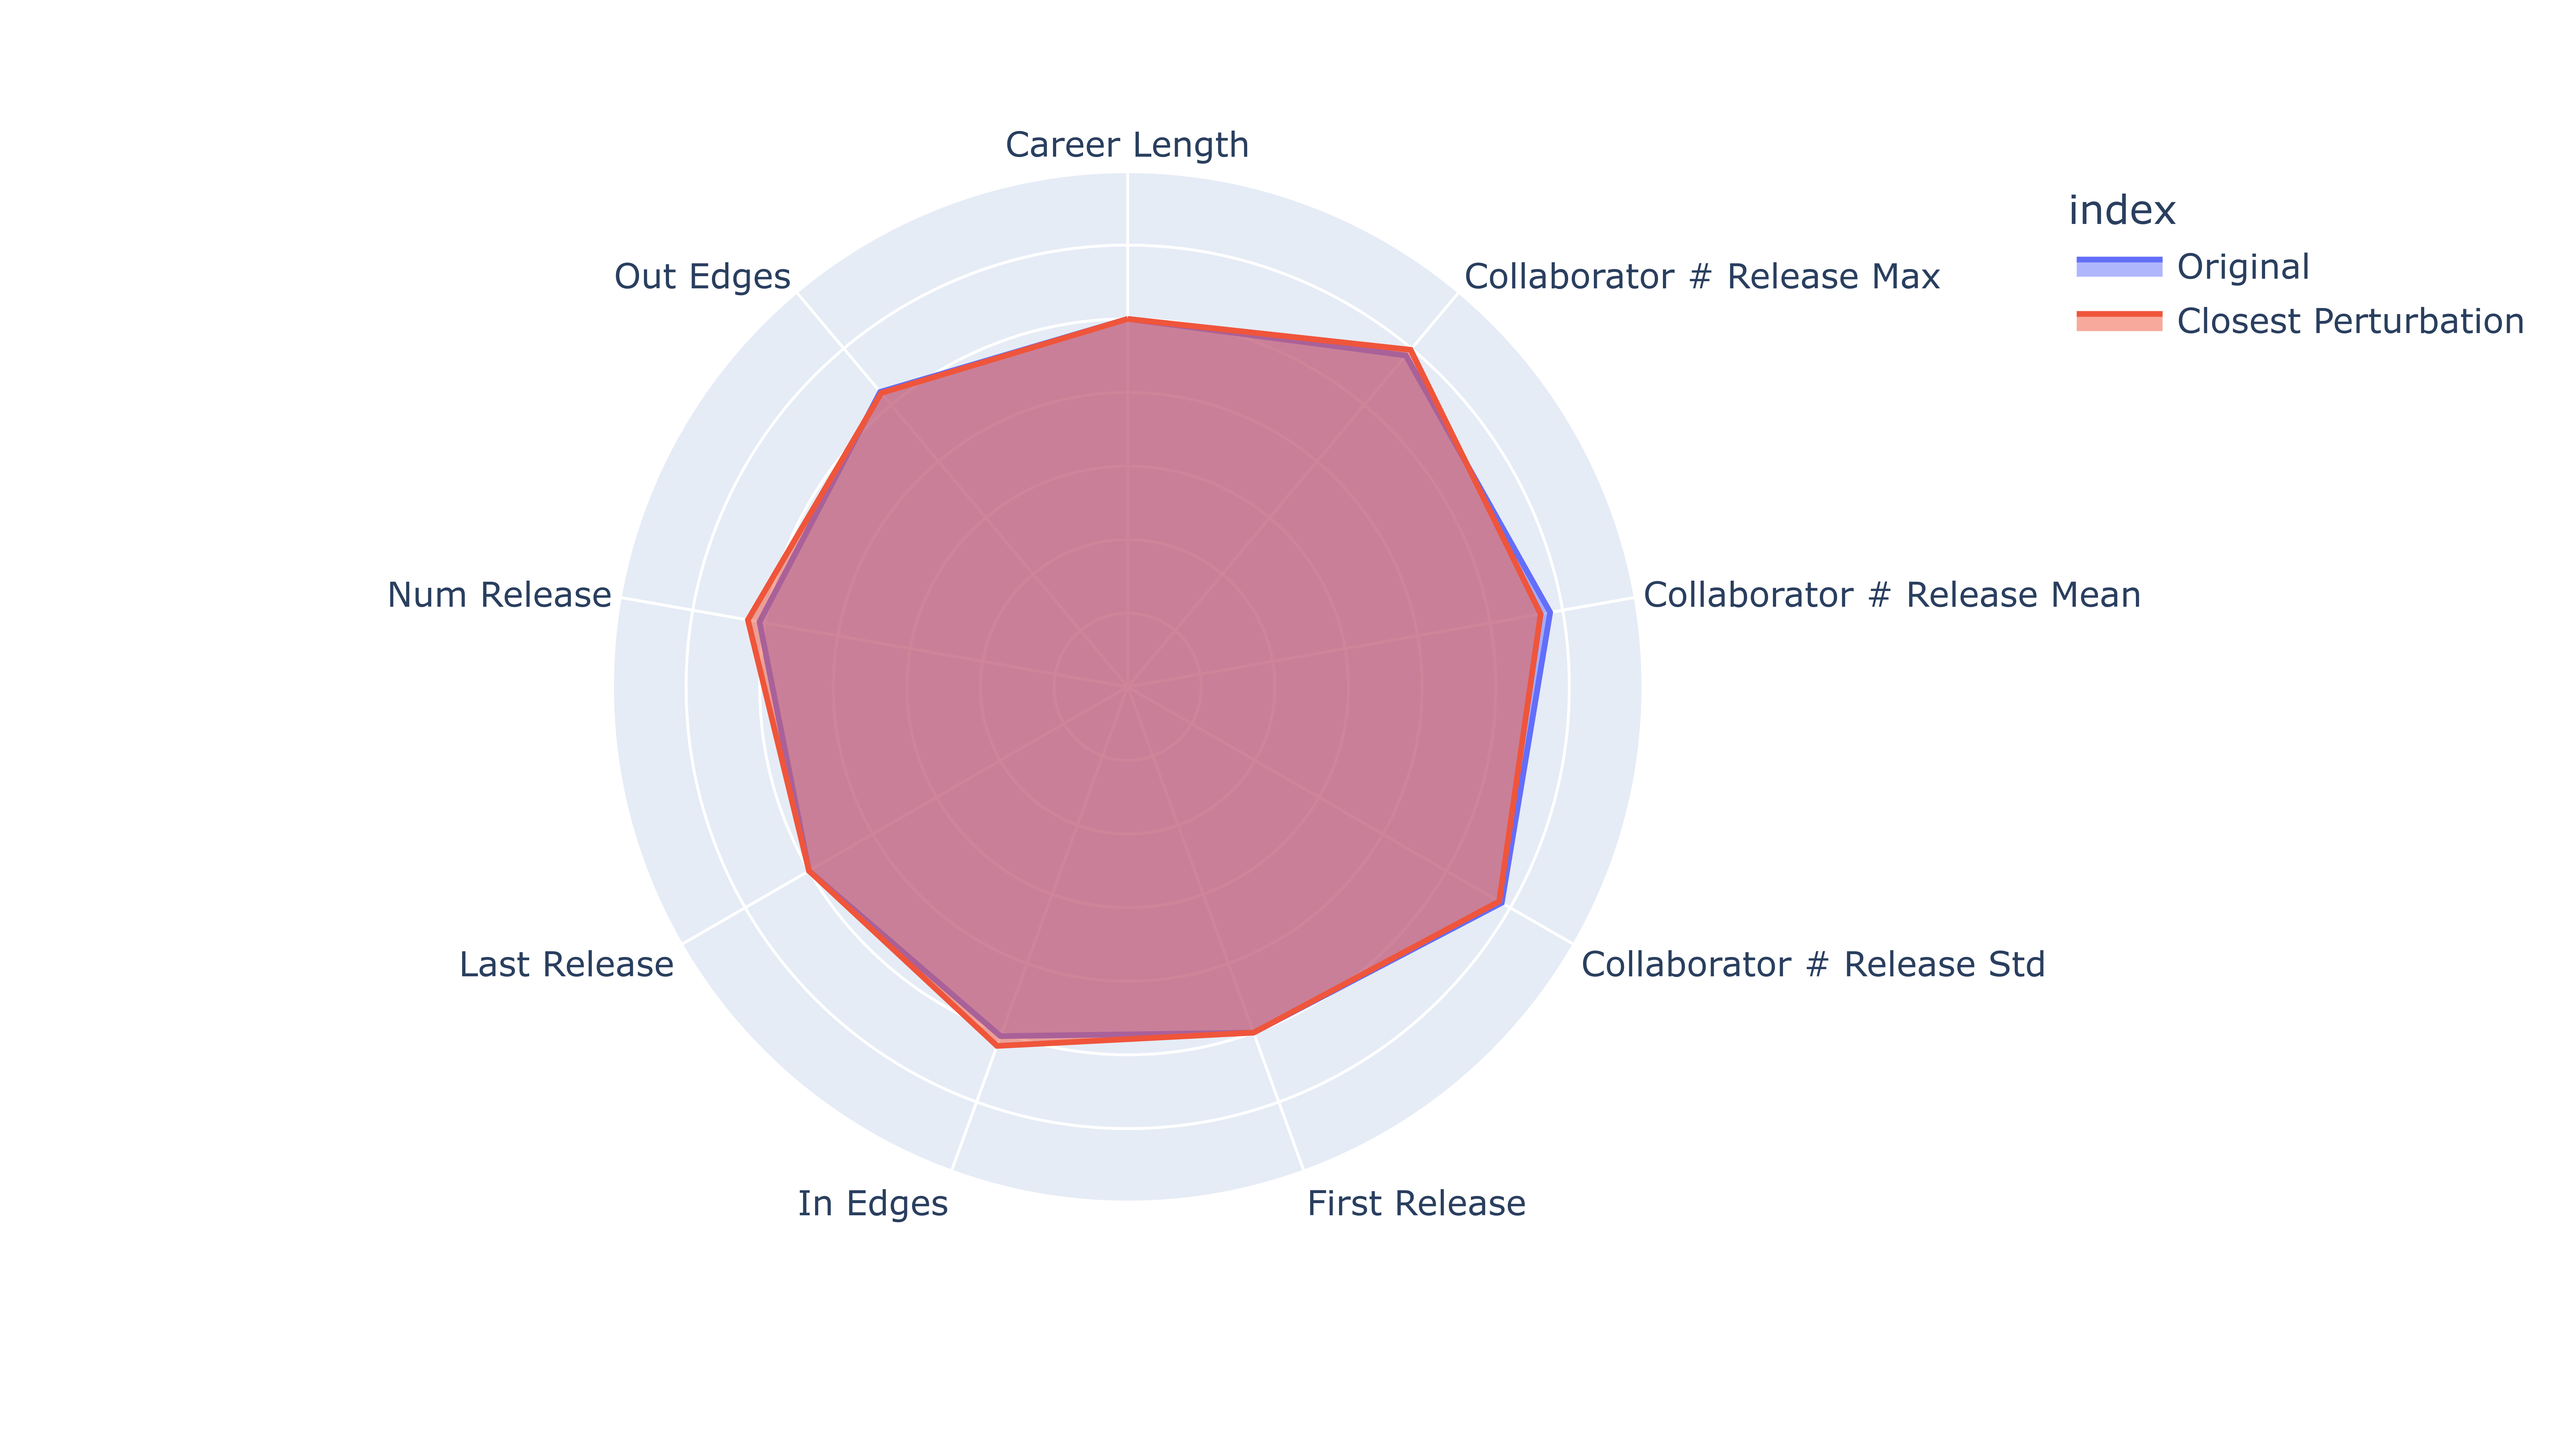 Career Length
Out Edges
Collaborator # Release Max
Num Release
Collaborator # Release Mean
Last Release
Collaborator # Release Std
In Edges
First Release
index
Original
Closest Perturbation